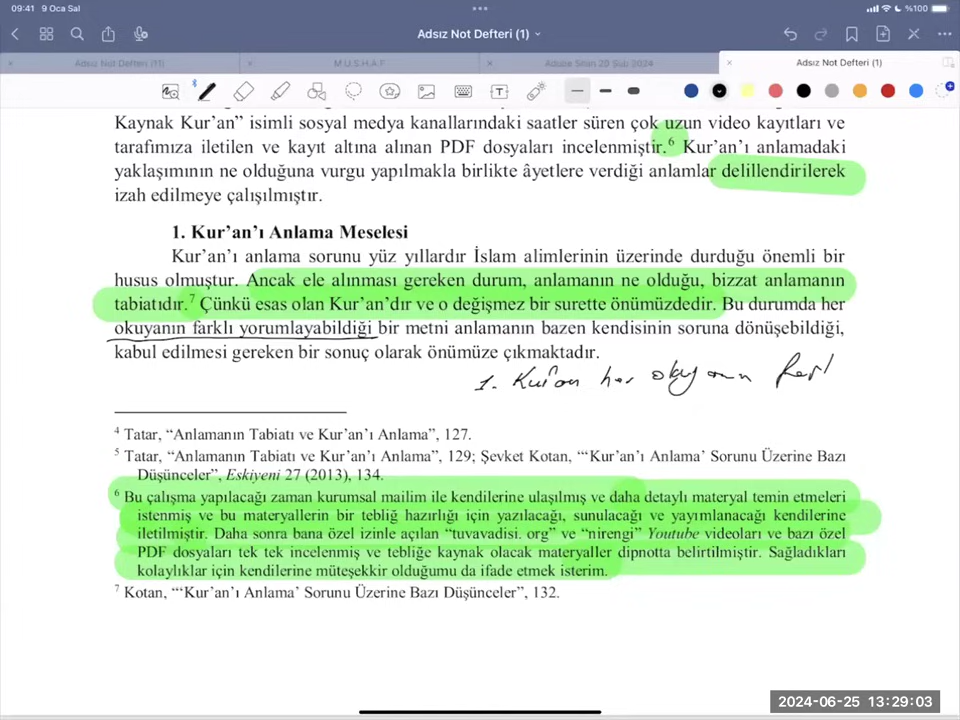 09:41 9 Oca Sal
%100
Adsız Not Defteri (1)
Adsız Not Defteri (11)
M.U.S.H.A.F
Adsız Not Defteri (1)
Kaynak Kur’an” isimli sosyal medya kanallarındaki saatler süren çok uzun video kayıtları ve
tarafımıza iletilen ve kayıt altına alınan PDF dosyaları incelenmiştir.⁶ Kur’an’ı anlamadaki
yaklaşımının ne olduğuna vurgu yapılmakla birlikte âyetlere verdiği anlamlar delillendirilerek
izah edilmeye çalışılmıştır.
1. Kur’an’ı Anlama Meselesi
Kur’an’ı anlama sorunu yüz yıllardır İslam alimlerinin üzerinde durduğu önemli bir
husus olmuştur. Ancak ele alınması gereken durum, anlamanın ne olduğu, bizzat anlamanın
tabiatıdır.⁷ Çünkü esas olan Kur’an’dır ve o değişmez bir surette önümüzdedir. Bu durumda her
okuyanın farklı yorumlayabildiği bir metni anlamanın bazen kendisinin soruna dönüşebildiği,
kabul edilmesi gereken bir sonuç olarak önümüze çıkmaktadır.
1. Kur'an her okuyanın farkl
⁴ Tatar, “Anlamanın Tabiatı ve Kur’an’ı Anlama”, 127.
⁵ Tatar, “Anlamanın Tabiatı ve Kur’an’ı Anlama”, 129; Şevket Kotan, “‘Kur’an’ı Anlama’ Sorunu Üzerine Bazı
Düşünceler”, Eskiyeni 27 (2013), 134.
⁶ Bu çalışma yapılacağı zaman kurumsal mailim ile kendilerine ulaşılmış ve daha detaylı materyal temin etmeleri
istenmiş ve bu materyallerin bir tebliğ hazırlığı için yazılacağı, sunulacağı ve yayımlanacağı kendilerine
iletilmiştir. Daha sonra bana özel izinle açılan “tuvavadisi. org” ve “nirengi” Youtube videoları ve bazı özel
PDF dosyaları tek tek incelenmiş ve tebliğe kaynak olacak materyaller dipnotta belirtilmiştir. Sağladıkları
kolaylıklar için kendilerine müteşekkir olduğumu da ifade etmek isterim.
⁷ Kotan, “‘Kur’an’ı Anlama’ Sorunu Üzerine Bazı Düşünceler”, 132.
2024-06-25 13:29:03